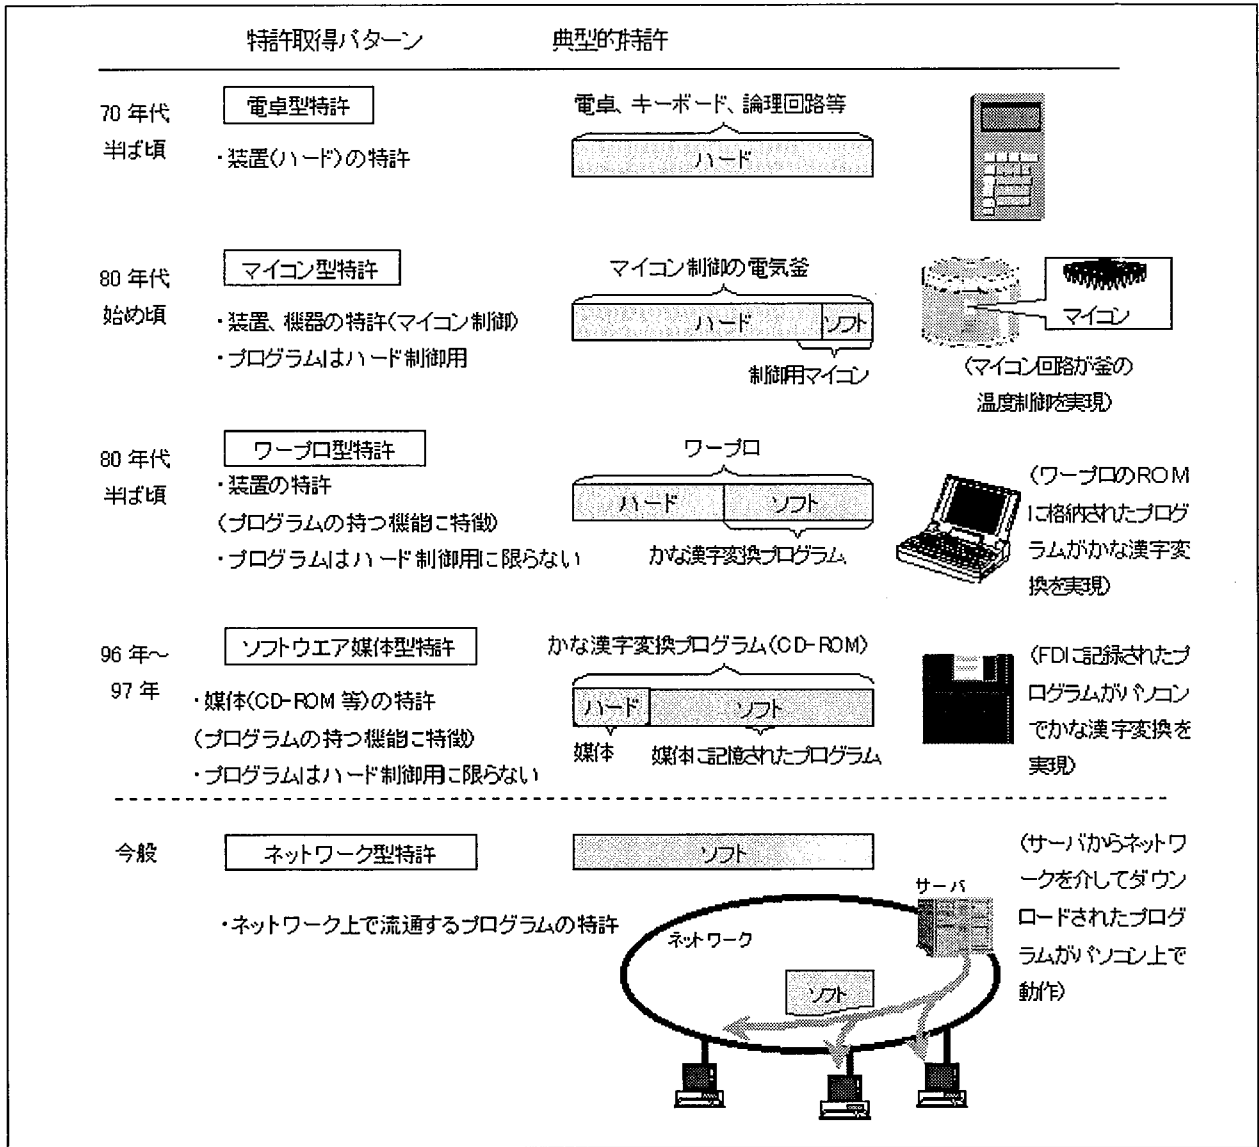 特許取得パターン 典型的特許
70 年代
半ば頃
電卓型特許
・装置(ハード)の特許
電卓、キーボード、論理回路等
ハード
80 年代
始め頃
マイコン型特許
・装置、機器の特許(マイコン制御)
・プログラムはハード制御用
マイコン制御の電気釜
ハード ソフト
制御用マイコン
マイコン
(マイコン回路が釜の
温度制御を実現)
80 年代
半ば頃
ワープロ型特許
・装置の特許
(プログラムの持つ機能に特徴)
・プログラムはハード制御用に限らない
ワープロ
ハード ソフト
かな漢字変換プログラム
(ワープロのROM
に格納されたプログ
ラムがかな漢字変
換を実現)
96 年～
97 年
ソフトウエア媒体型特許
・媒体(CD-ROM 等)の特許
(プログラムの持つ機能に特徴)
・プログラムはハード制御用に限らない
かな漢字変換プログラム(CD-ROM)
ハード ソフト
媒体 媒体に記憶されたプログラム
(FDに記録されたプ
ログラムがパソコン
でかな漢字変換を
実現)
今般
ネットワーク型特許
・ネットワーク上で流通するプログラムの特許
ソフト
サーバ
ネットワーク
ソフト
(サーバからネットワ
ークを介してダウン
ロードされたプログ
ラムがパソコン上で
動作)